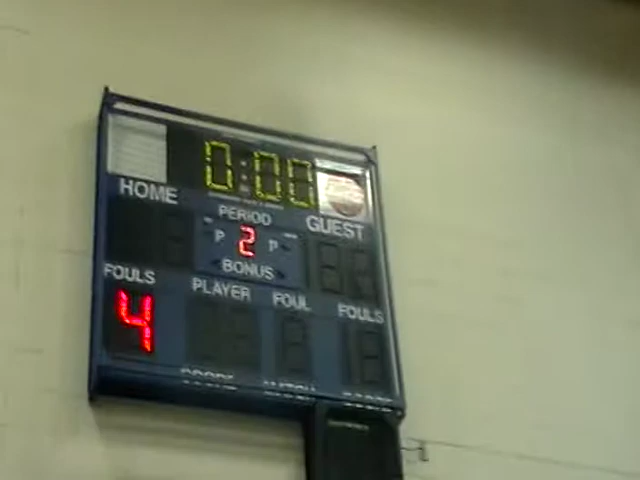 0:00
HOME PERIOD GUEST
P 2 P
BONUS
FOULS PLAYER FOUL FOULS
4